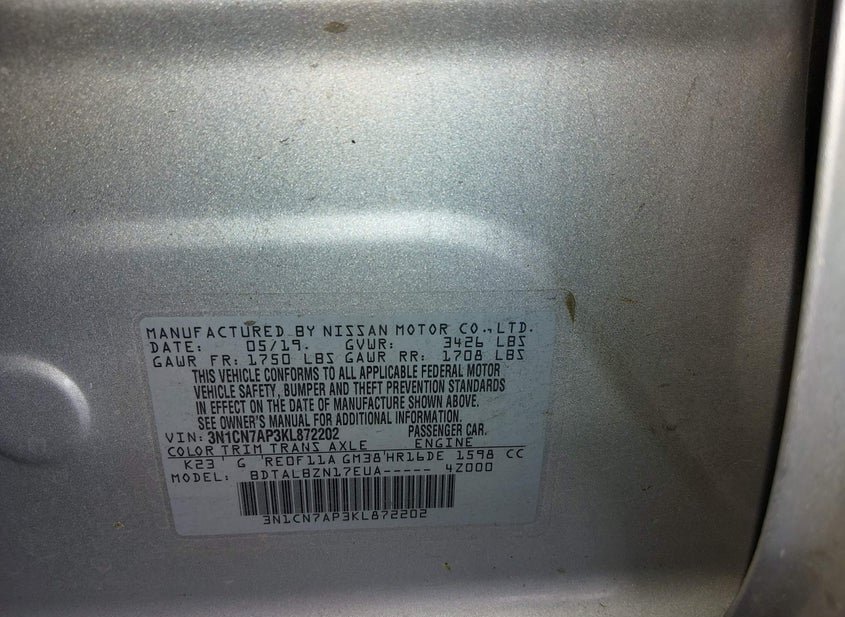 MANUFACTURED BY NISSAN MOTOR CO., LTD.
DATE: 05/19. GVWR: 3426 LBS
GAWR FR: 1750 LBS GAWR RR: 1708 LBS
THIS VEHICLE CONFORMS TO ALL APPLICABLE FEDERAL MOTOR
VEHICLE SAFETY, BUMPER AND THEFT PREVENTION STANDARDS
IN EFFECT ON THE DATE OF MANUFACTURE SHOWN ABOVE.
SEE OWNER'S MANUAL FOR ADDITIONAL INFORMATION.
VIN: 3N1CN7AP3KL872202 PASSENGER CAR.
COLOR TRIM TRANS AXLE ENGINE
K23 ' G 'RE0F11A GM38'HR16DE 1598 CC
MODEL: BDTALBZN17EUA----- 4Z000
3N1CN7AP3KL872202